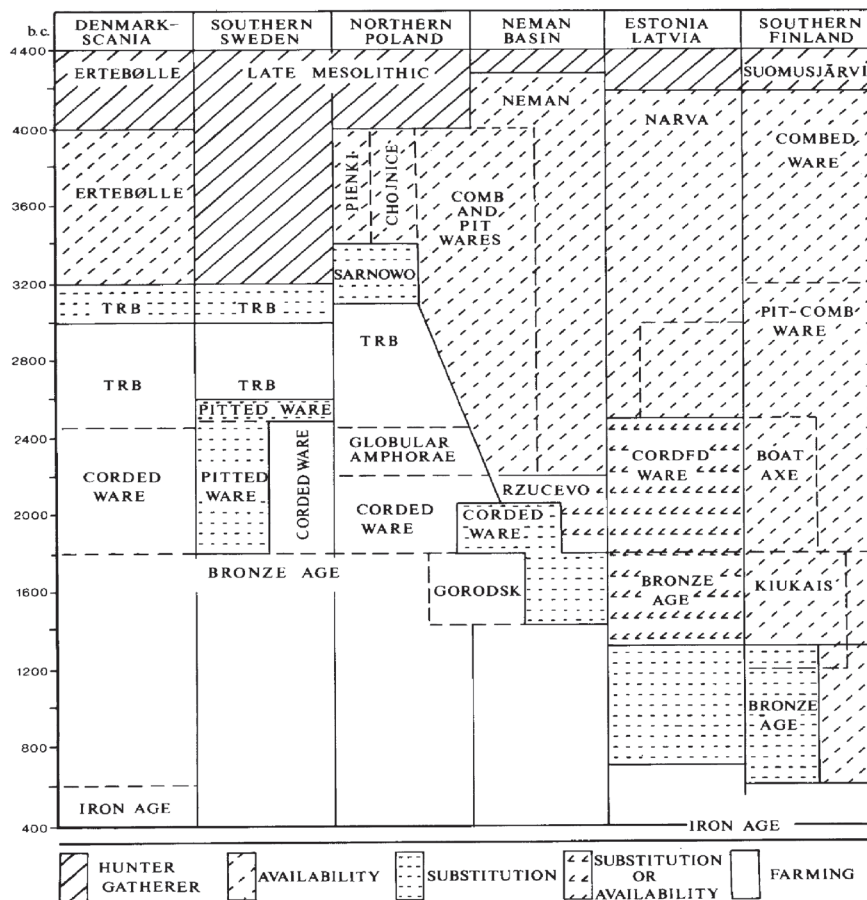 b.c.
DENMARK-
SCANIA
SOUTHERN
SWEDEN
NORTHERN
POLAND
NEMAN
BASIN
ESTONIA
LATVIA
SOUTHERN
FINLAND
4400
4000
3600
3200
2800
2400
2000
1600
1200
800
400
ERTEBØLLE
ERTEBØLLE
TRB
TRB
CORDED
WARE
IRON AGE
LATE MESOLITHIC
TRB
TRB
PITTED WARE
PITTED
WARE
CORDED WARE
BRONZE AGE
PIENKI
CHOJNICE
SARNOWO
TRB
GLOBULAR
AMPHORAE
CORDED
WARE
COMB
AND
PIT
WARES
NEMAN
RZUCEVO
CORDED
WARE
GORODSK
NARVA
CORDED
WARE
BRONZE
AGE
SUOMUSJÄRVI
COMBED
WARE
PIT-COMB
WARE
BOAT
AXE
KIUKAIS
BRONZE
AGE
IRON AGE
HUNTER
GATHERER
AVAILABILITY
SUBSTITUTION
SUBSTITUTION
OR
AVAILABILITY
FARMING